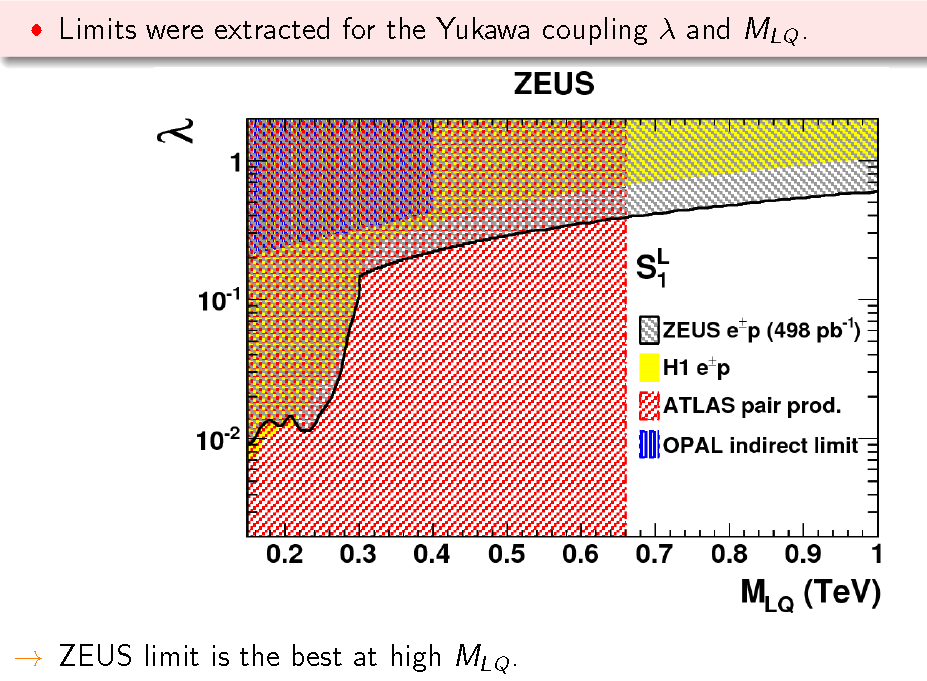 • Limits were extracted for the Yukawa coupling λ and M_LQ.
ZEUS
λ
1
10^-1
10^-2
S_1^L
ZEUS e^±p (498 pb^-1)
H1 e^±p
ATLAS pair prod.
OPAL indirect limit
0.2 0.3 0.4 0.5 0.6 0.7 0.8 0.9 1
M_LQ (TeV)
→ ZEUS limit is the best at high M_LQ.